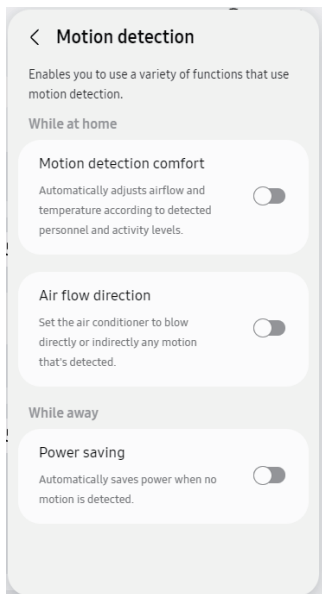 Motion detection
Enables you to use a variety of functions that use
motion detection.
While at home
Motion detection comfort
Automatically adjusts airflow and
temperature according to detected
personnel and activity levels.
Air flow direction
Set the air conditioner to blow
directly or indirectly any motion
that's detected.
While away
Power saving
Automatically saves power when no
motion is detected.